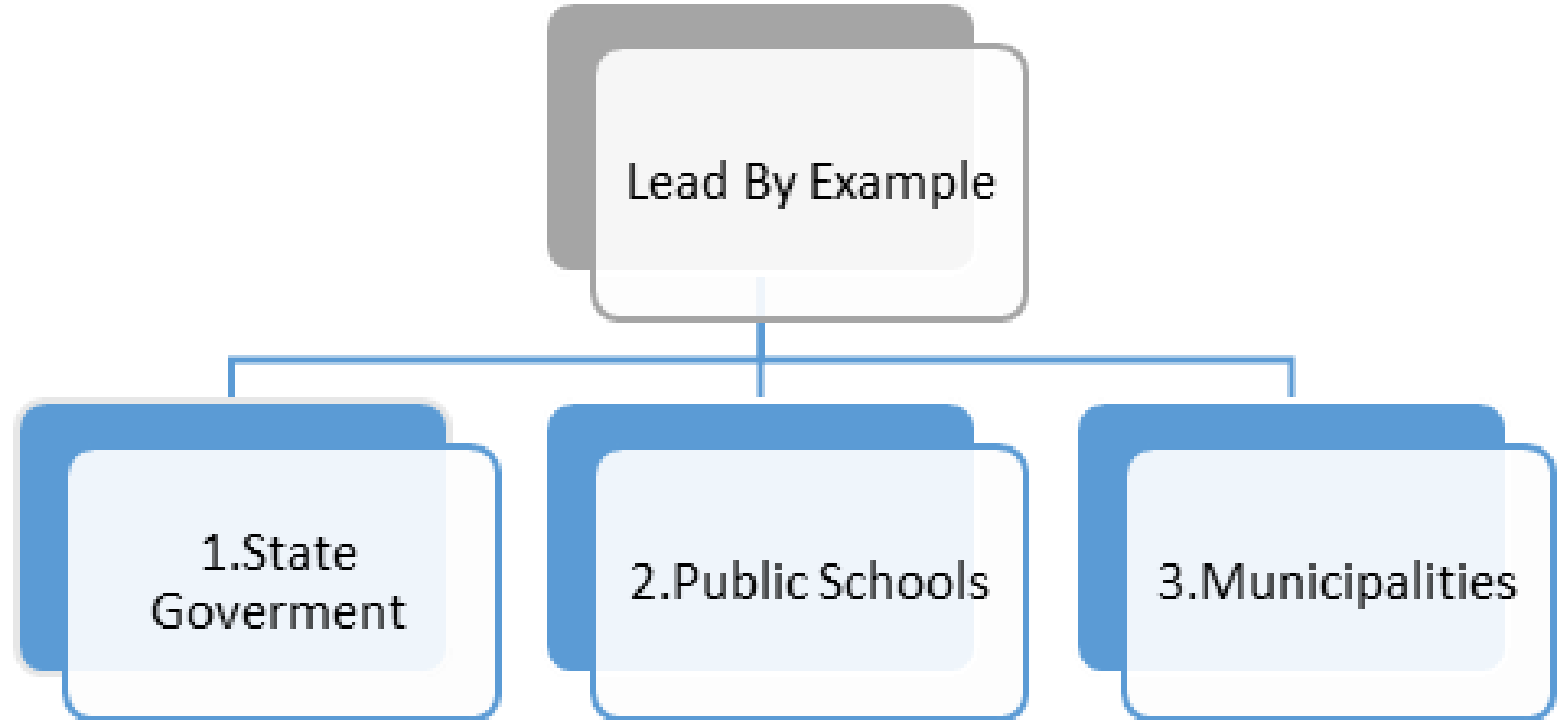 Lead By Example
1.State
Goverment
2.Public Schools
3.Municipalities